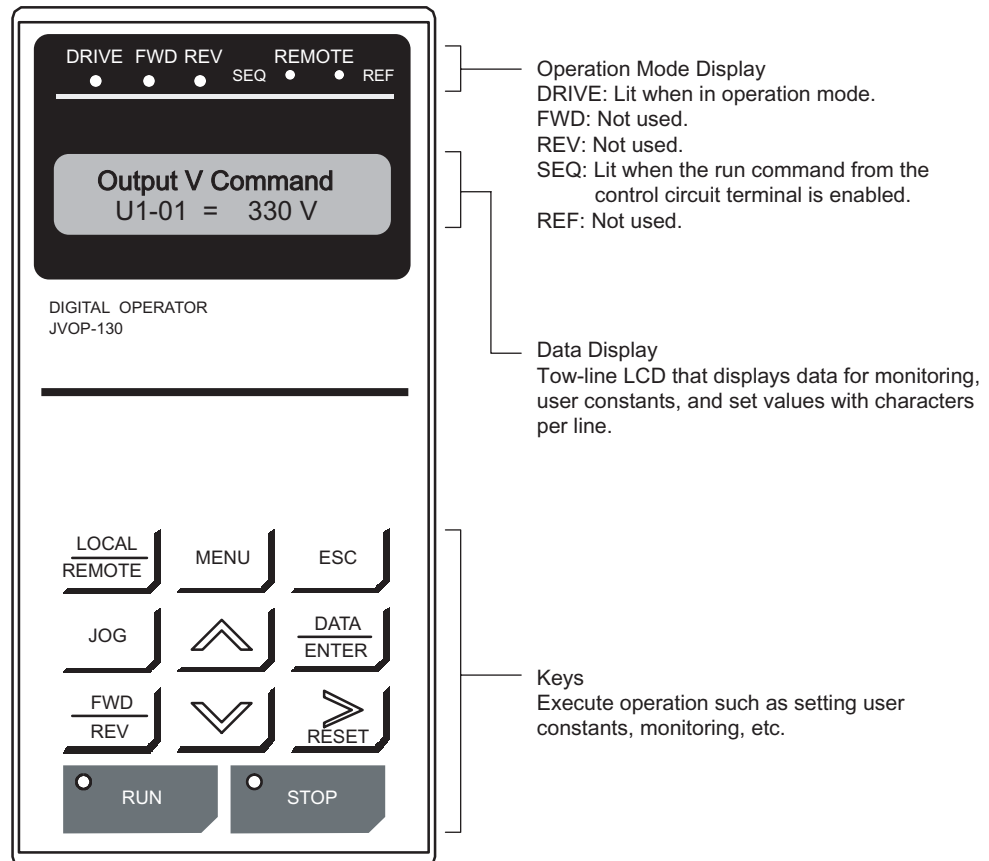 DRIVE FWD REV REMOTE
SEQ REF
Output V Command
U1-01 = 330 V
DIGITAL OPERATOR
JVOP-130
LOCAL
REMOTE
MENU
ESC
JOG
DATA
ENTER
FWD
REV
RESET
RUN
STOP
Operation Mode Display
DRIVE: Lit when in operation mode.
FWD: Not used.
REV: Not used.
SEQ: Lit when the run command from the
control circuit terminal is enabled.
REF: Not used.
Data Display
Tow-line LCD that displays data for monitoring,
user constants, and set values with characters
per line.
Keys
Execute operation such as setting user
constants, monitoring, etc.